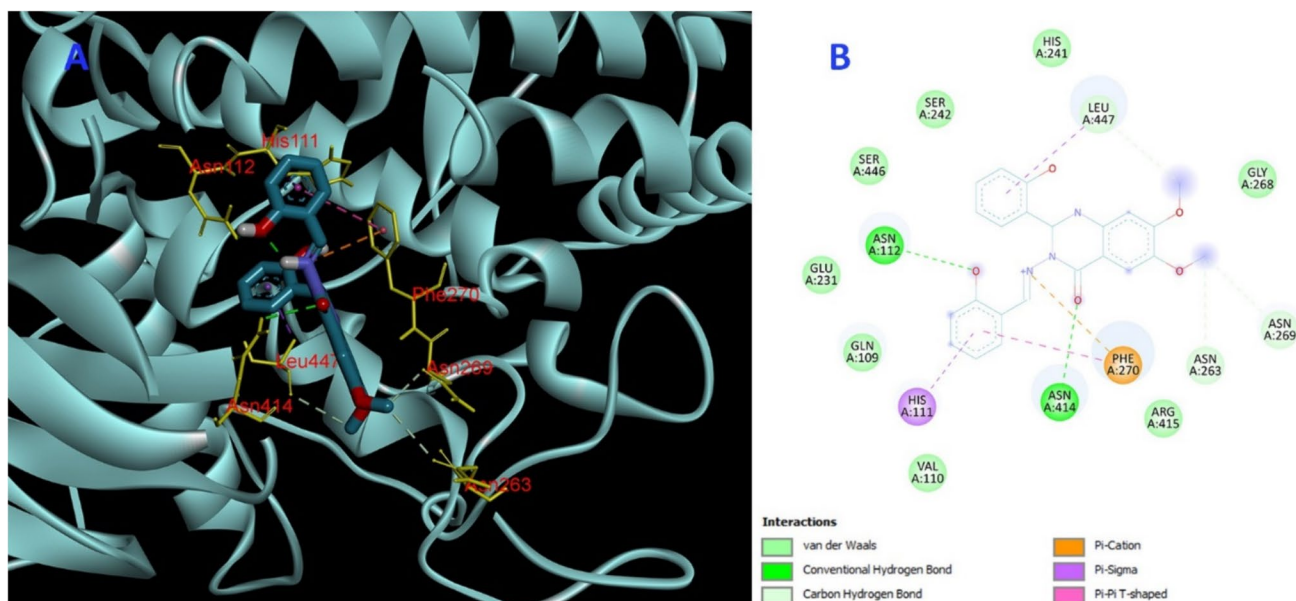 A
His111
Asn112
Phe270
Leu447
Asn269
Asn414
Asn263
B
HIS
A:241
LEU
A:447
SER
A:242
SER
A:446
GLY
A:268
ASN
A:112
GLU
A:231
GLN
A:109
HIS
A:111
VAL
A:110
ASN
A:414
PHE
A:270
ARG
A:415
ASN
A:263
ASN
A:269
O
N
O
N
O
O
N
+
O
Interactions
van der Waals
Conventional Hydrogen Bond
Carbon Hydrogen Bond
Pi-Cation
Pi-Sigma
Pi-Pi T-shaped